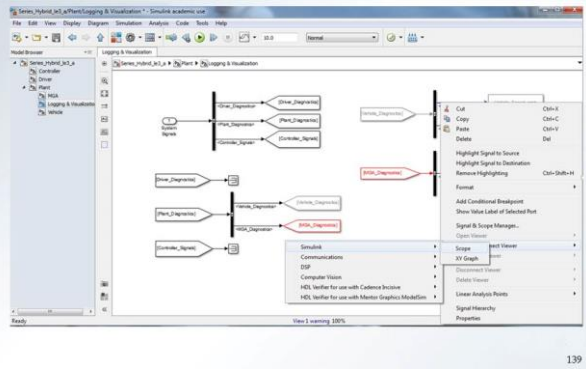 Series_Hybrid_le3_a/Plant/Logging & Visualization * - Simulink academic use
File Edit View Display Diagram Simulation Analysis Code Tools Help
10.0
Normal
Model Browser
Logging & Visualization
Series_Hybrid_le3_a
Controller
Driver
Plant
MGA
Logging & Visualizatio
Vehicle
Series_Hybrid_le3_a Plant Logging & Visualization
1
System
Signals
<Driver_Diagnostics>
<Plant_Diagnostics>
<Controller_Signals>
[Driver_Diagnostics]
[Plant_Diagnostics]
[Controller_Signals]
[Vehicle_Diagnostics]
[MGA_Diagnostics]
[Driver_Diagnostics]
[Plant_Diagnostics]
<Vehicle_Diagnostics>
<MGA_Diagnostics>
[Vehicle_Diagnostics]
[MGA_Diagnostics]
[Controller_Signals]
Cut Ctrl+X
Copy Ctrl+C
Paste Ctrl+V
Delete Del
Highlight Signal to Source
Highlight Signal to Destination
Remove Highlighting Ctrl+Shift+H
Format
Add Conditional Breakpoint
Show Value Label of Selected Port
Signal & Scope Manager...
Open Viewer
ect Viewer
Disconnect Viewer
Delete Viewer
Linear Analysis Points
Signal Hierarchy
Properties
Simulink
Communications
DSP
Computer Vision
HDL Verifier for use with Cadence Incisive
HDL Verifier for use with Mentor Graphics ModelSim
Scope
XY Graph
Ready
View 1 warning 100%
139